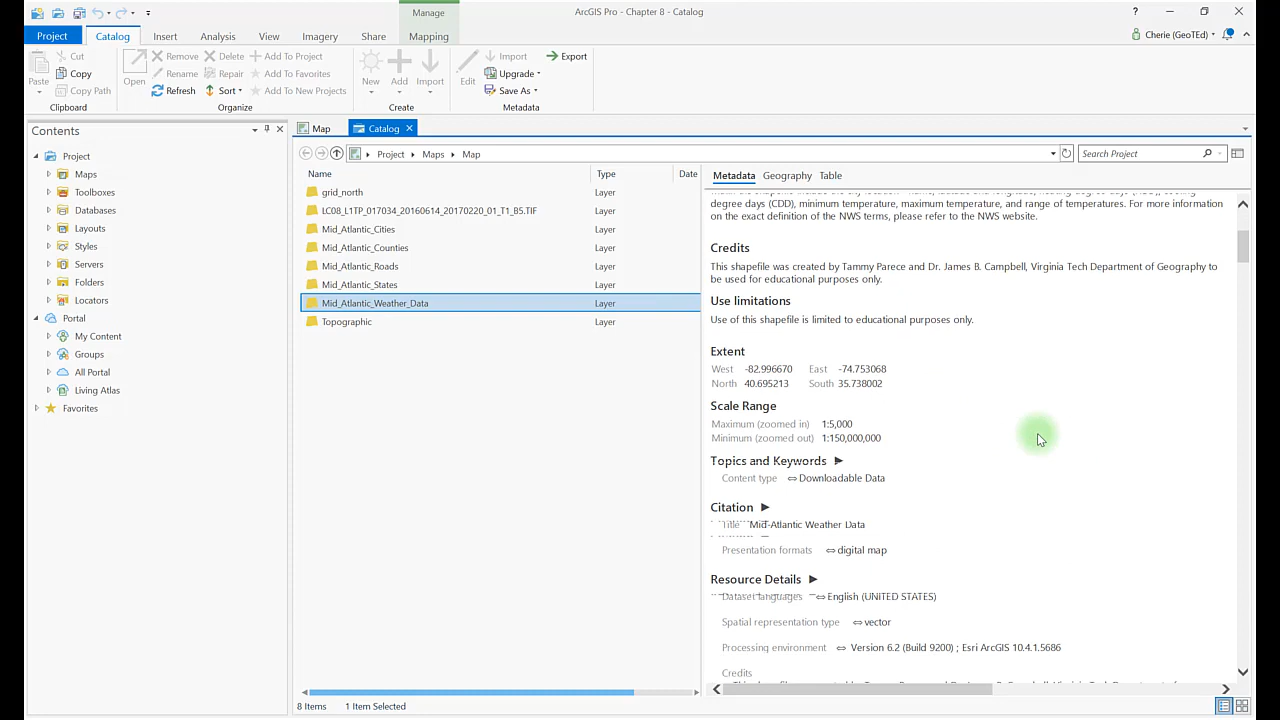 Manage
ArcGIS Pro - Chapter 8 - Catalog
?
Project Catalog Insert Analysis View Imagery Share Mapping
Cherie (GeoTEd)
Cut Remove Delete Add To Project Import Export
Copy Rename Repair Add To Favorites Upgrade
Paste Copy Path Open Refresh Sort Add To New Projects New Add Import Edit Save As
Clipboard Organize Create Metadata
Contents
Project
Maps
Toolboxes
Databases
Layouts
Styles
Servers
Folders
Locators
Portal
My Content
Groups
All Portal
Living Atlas
Favorites
Map Catalog
Project Maps Map
Search Project
Name Type Date
grid_north Layer
LC08_L1TP_017034_20160614_20170220_01_T1_B5.TIF Layer
Mid_Atlantic_Cities Layer
Mid_Atlantic_Counties Layer
Mid_Atlantic_Roads Layer
Mid_Atlantic_States Layer
Mid_Atlantic_Weather_Data Layer
Topographic Layer
Metadata Geography Table
degree days (CDD), minimum temperature, maximum temperature, and range of temperatures. For more information
on the exact definition of the NWS terms, please refer to the NWS website.
Credits
This shapefile was created by Tammy Parece and Dr. James B. Campbell, Virginia Tech Department of Geography to
be used for educational purposes only.
Use limitations
Use of this shapefile is limited to educational purposes only.
Extent
West -82.996670 East -74.753068
North 40.695213 South 35.738002
Scale Range
Maximum (zoomed in) 1:5,000
Minimum (zoomed out) 1:150,000,000
Topics and Keywords
Content type ⇔ Downloadable Data
Citation
Title Mid-Atlantic Weather Data
Presentation formats ⇔ digital map
Resource Details
Dataset languages ⇔ English (UNITED STATES)
Spatial representation type ⇔ vector
Processing environment ⇔ Version 6.2 (Build 9200) ; Esri ArcGIS 10.4.1.5686
Credits
8 Items 1 Item Selected